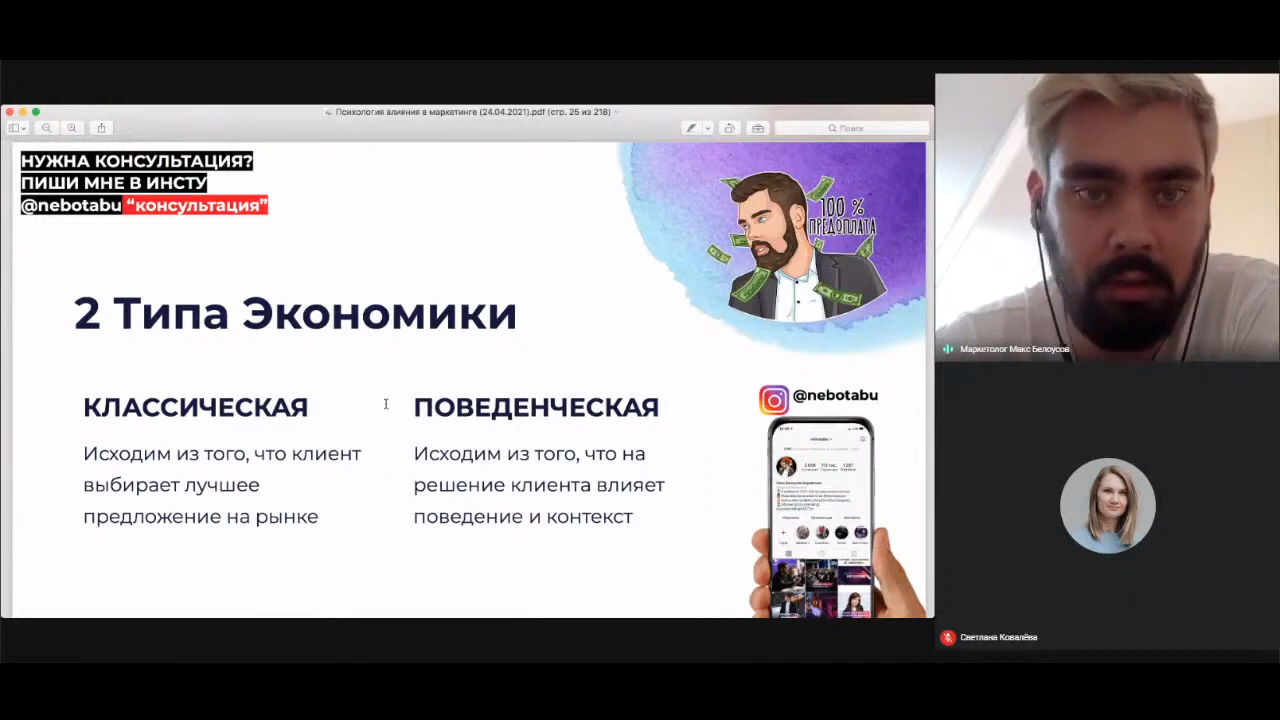 Психология влияния в маркетинге (24.04.2021).pdf (стр. 25 из 218)
Поиск
НУЖНА КОНСУЛЬТАЦИЯ?
ПИШИ МНЕ В ИНСТУ
@nebotabu “консультация”
100 %
ПРЕДОПЛАТА
2 Типа Экономики
КЛАССИЧЕСКАЯ
Исходим из того, что клиент
выбирает лучшее
предложение на рынке
ПОВЕДЕНЧЕСКАЯ
Исходим из того, что на
решение клиента влияет
поведение и контекст
@nebotabu
Маркетолог Макс Белоусов
Светлана Ковалёва